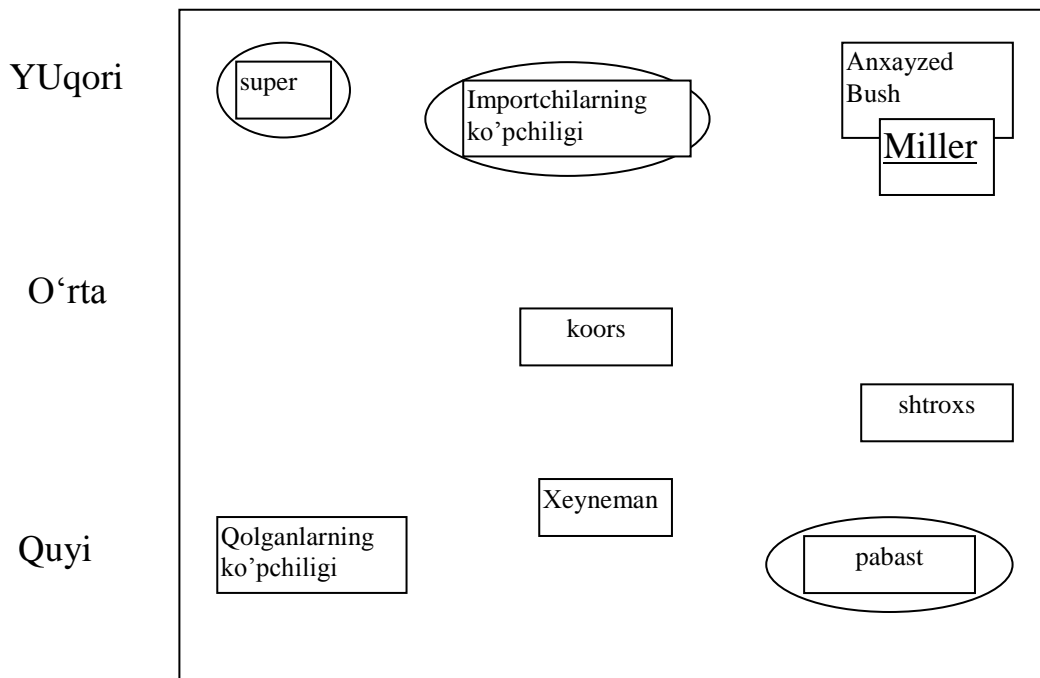 YUqori
super
Importchilarning
ko’pchiligi
Anxayzed
Bush
Miller
O‘rta
koors
shtroxs
Quyi
Qolganlarning
ko’pchiligi
Xeyneman
pabast